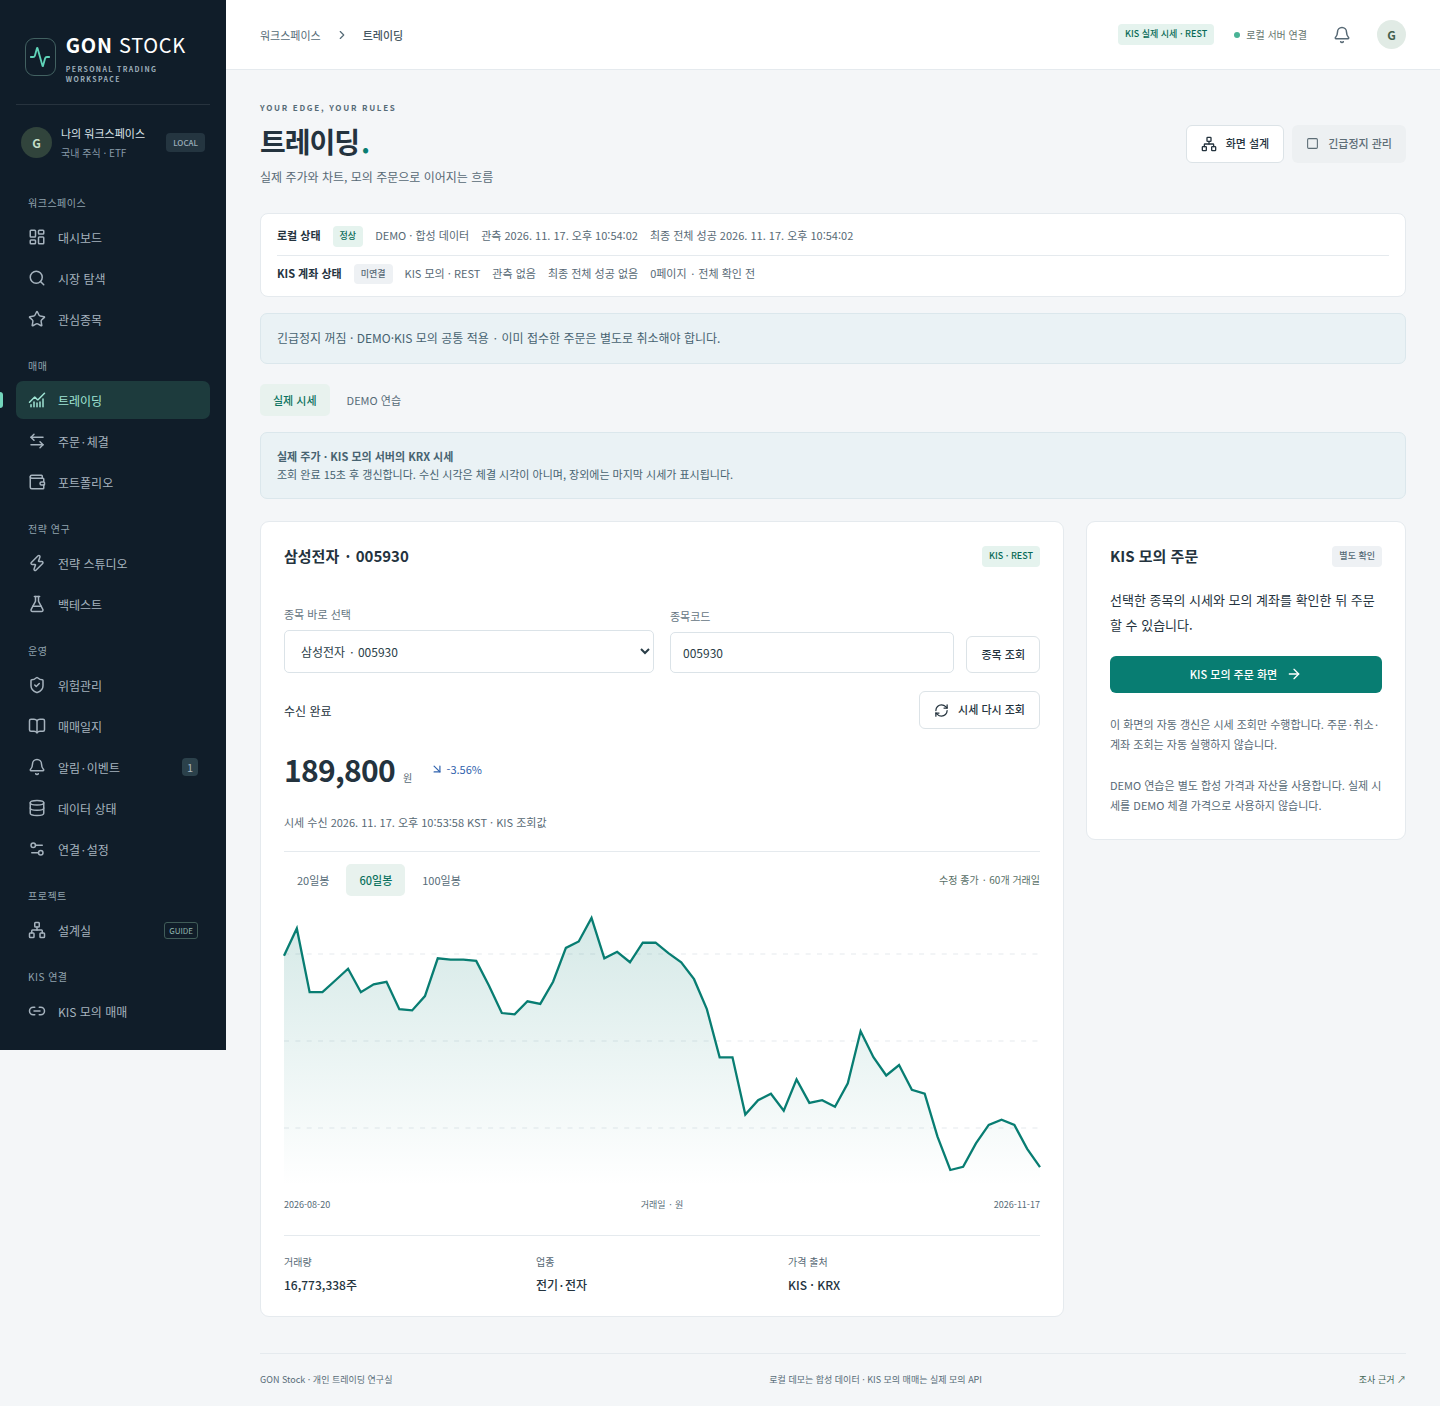 GON STOCK
PERSONAL TRADING
WORKSPACE
G
나의 워크스페이스
국내 주식 · ETF
LOCAL
워크스페이스
대시보드
시장 탐색
관심종목
매매
트레이딩
주문·체결
포트폴리오
전략 연구
전략 스튜디오
백테스트
운영
위험관리
매매일지
알림·이벤트
1
데이터 상태
연결·설정
프로젝트
설계실
GUIDE
KIS 연결
KIS 모의 매매
워크스페이스
트레이딩
KIS 실제 시세 · REST
로컬 서버 연결
G
YOUR EDGE, YOUR RULES
트레이딩.
실제 주가와 차트, 모의 주문으로 이어지는 흐름
화면 설계
긴급정지 관리
로컬 상태 정상 DEMO · 합성 데이터 관측 2026. 11. 17. 오후 10:54:02 최종 전체 성공 2026. 11. 17. 오후 10:54:02
KIS 계좌 상태 미연결 KIS 모의 · REST 관측 없음 최종 전체 성공 없음 0페이지 · 전체 확인 전
긴급정지 꺼짐 · DEMO·KIS 모의 공통 적용 · 이미 접수한 주문은 별도로 취소해야 합니다.
실제 시세
DEMO 연습
실제 주가 · KIS 모의 서버의 KRX 시세
조회 완료 15초 후 갱신합니다. 수신 시각은 체결 시각이 아니며, 장외에는 마지막 시세가 표시됩니다.
삼성전자 · 005930
KIS · REST
종목 바로 선택
삼성전자 · 005930
종목코드
005930
종목 조회
수신 완료
시세 다시 조회
189,800 원
-3.56%
시세 수신 2026. 11. 17. 오후 10:53:58 KST · KIS 조회값
20일봉
60일봉
100일봉
수정 종가 · 60개 거래일
2026-08-20
거래일 · 원
2026-11-17
거래량
16,773,338주
업종
전기·전자
가격 출처
KIS · KRX
KIS 모의 주문
별도 확인
선택한 종목의 시세와 모의 계좌를 확인한 뒤 주문
할 수 있습니다.
KIS 모의 주문 화면
이 화면의 자동 갱신은 시세 조회만 수행합니다. 주문·취소·
계좌 조회는 자동 실행하지 않습니다.
DEMO 연습은 별도 합성 가격과 자산을 사용합니다. 실제 시
세를 DEMO 체결 가격으로 사용하지 않습니다.
GON Stock · 개인 트레이딩 연구실
로컬 데모는 합성 데이터 · KIS 모의 매매는 실제 모의 API
조사 근거 ↗